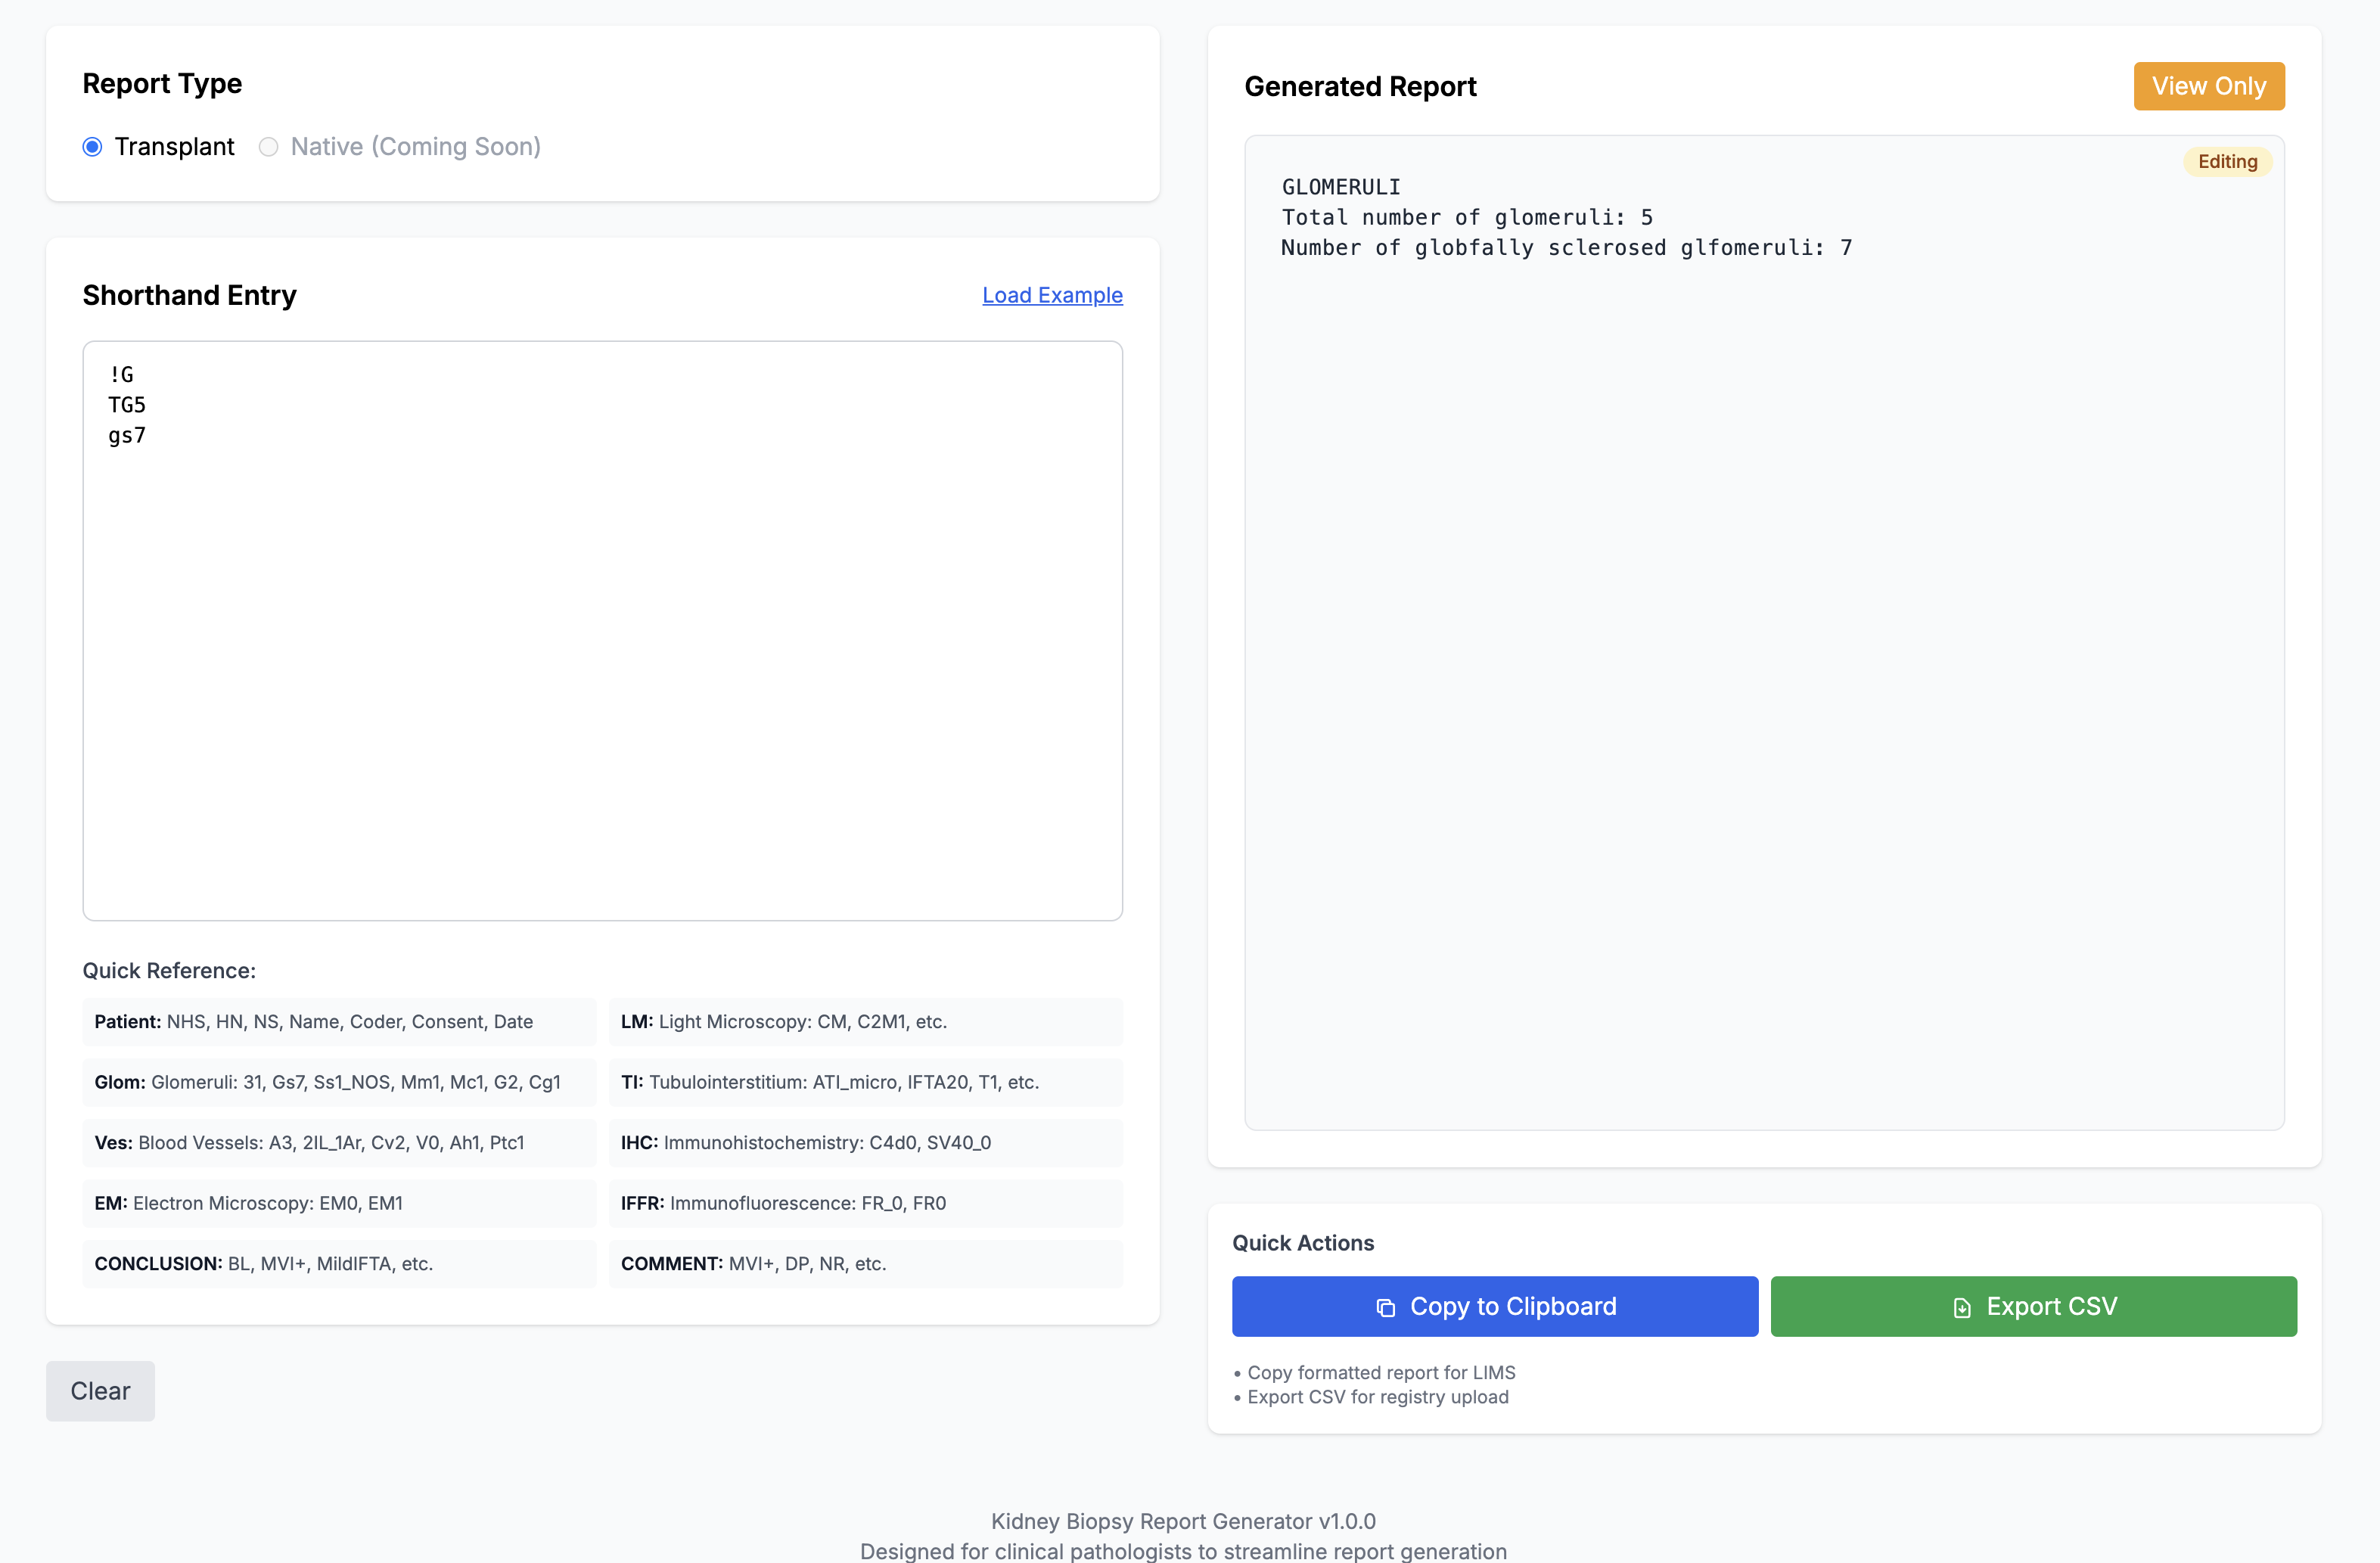 Report Type
Transplant
Native (Coming Soon)
Shorthand Entry
Load Example
!G
TG5
gs7
Quick Reference:
Patient: NHS, HN, NS, Name, Coder, Consent, Date
LM: Light Microscopy: CM, C2M1, etc.
Glom: Glomeruli: 31, Gs7, Ss1_NOS, Mm1, Mc1, G2, Cg1
TI: Tubulointerstitium: ATI_micro, IFTA20, T1, etc.
Ves: Blood Vessels: A3, 2IL_1Ar, Cv2, V0, Ah1, Ptc1
IHC: Immunohistochemistry: C4d0, SV40_0
EM: Electron Microscopy: EM0, EM1
IFFR: Immunofluorescence: FR_0, FR0
CONCLUSION: BL, MVI+, MildIFTA, etc.
COMMENT: MVI+, DP, NR, etc.
Clear
Generated Report
View Only
Editing
GLOMERULI
Total number of glomeruli: 5
Number of globfally sclerosed glfomeruli: 7
Quick Actions
Copy to Clipboard
Export CSV
• Copy formatted report for LIMS
• Export CSV for registry upload
Kidney Biopsy Report Generator v1.0.0
Designed for clinical pathologists to streamline report generation